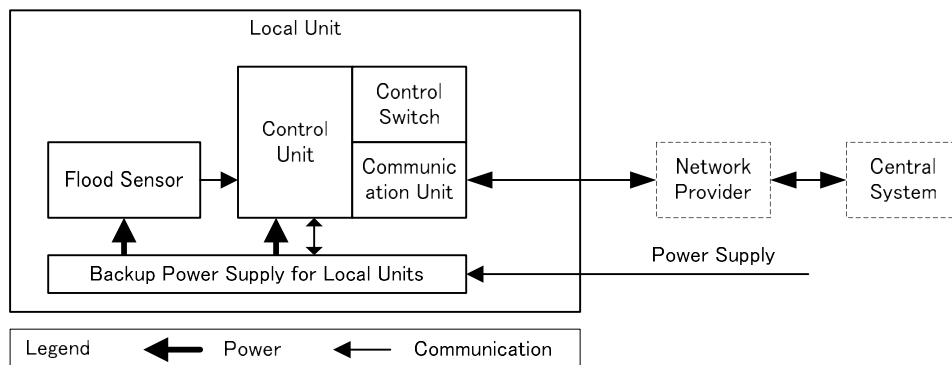 Local Unit
Control
Switch
Control
Unit
Flood Sensor
Communic
ation Unit
Network
Provider
Central
System
Backup Power Supply for Local Units
Power Supply
Legend
Power
Communication